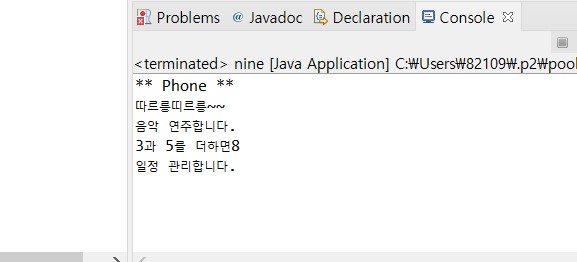 Problems Javadoc Declaration Console
<terminated> nine [Java Application] C:₩Users₩82109₩.p2₩pool
** Phone **
따르릉띠르릉~~
음악 연주합니다.
3과 5를 더하면8
일정 관리합니다.